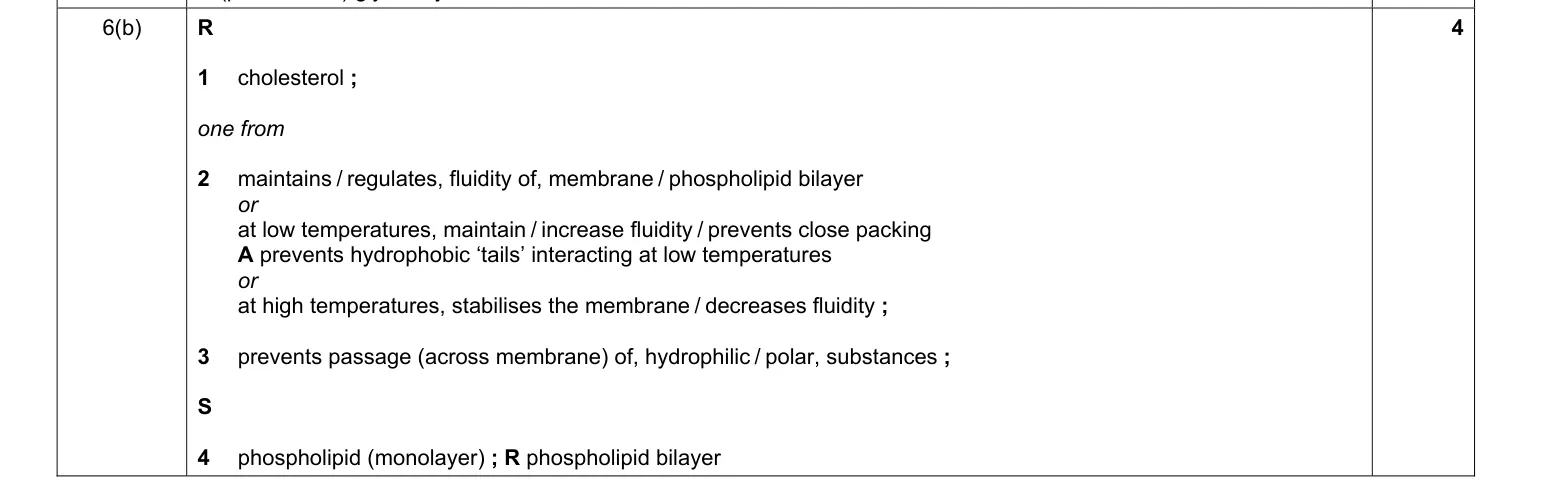 6(b) R 4
1 cholesterol ;
one from
2 maintains / regulates, fluidity of, membrane / phospholipid bilayer
or
at low temperatures, maintain / increase fluidity / prevents close packing
A prevents hydrophobic ‘tails’ interacting at low temperatures
or
at high temperatures, stabilises the membrane / decreases fluidity ;
3 prevents passage (across membrane) of, hydrophilic / polar, substances ;
S
4 phospholipid (monolayer) ; R phospholipid bilayer